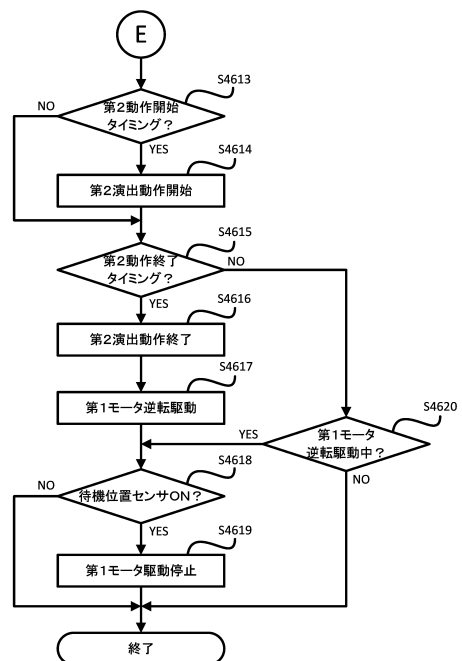 E
S4613
NO
第2動作開始
タイミング?
YES
S4614
第2演出動作開始
S4615
第2動作終了
タイミング?
NO
YES
S4616
第2演出動作終了
S4617
第1モータ逆転駆動
S4620
YES
第1モータ
逆転駆動中?
NO
S4618
NO
待機位置センサON?
YES
S4619
第1モータ駆動停止
終了